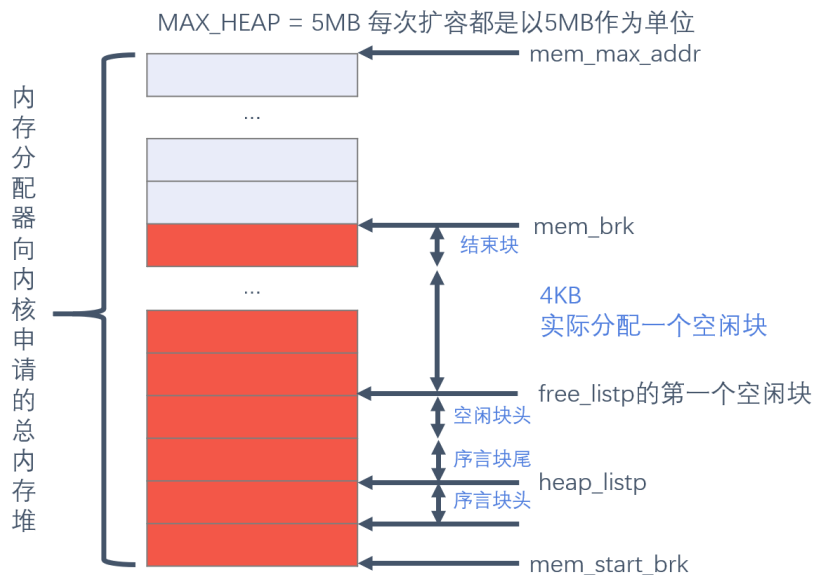 MAX_HEAP = 5MB 每次扩容都是以5MB作为单位
mem_max_addr
内存分配器向内核申请的总内存堆
...
mem_brk
结束块
...
4KB
实际分配一个空闲块
free_listp的第一个空闲块
空闲块头
序言块尾
heap_listp
序言块头
mem_start_brk